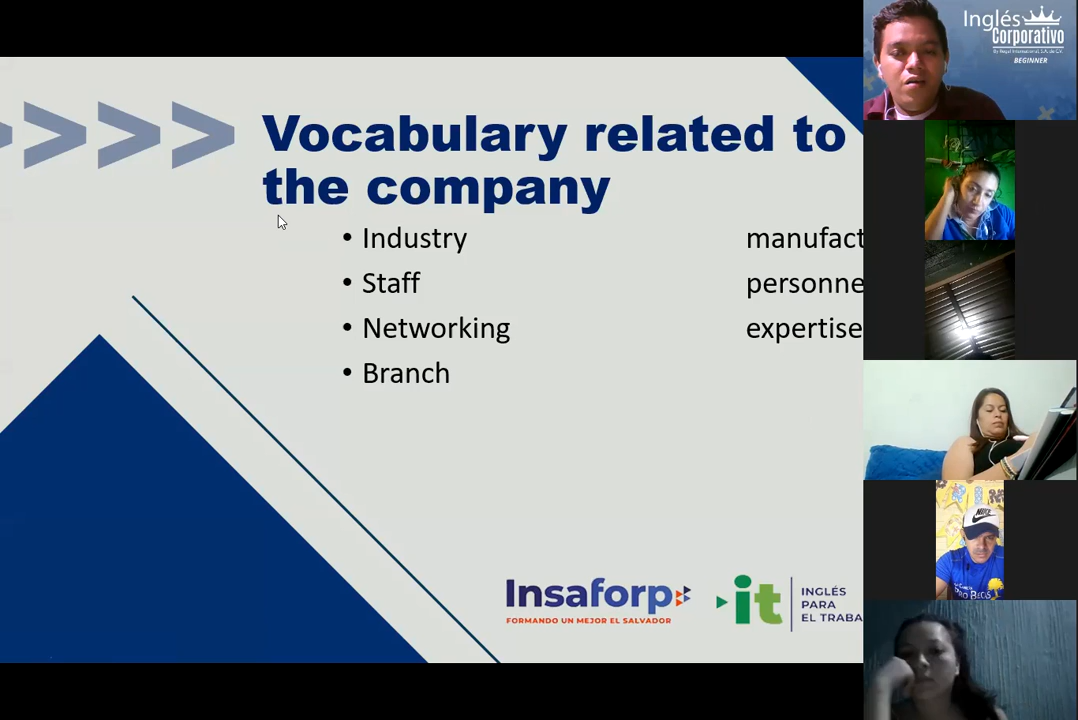 Vocabulary related to
the company
• Industry manufact
• Staff personne
• Networking expertise
• Branch
Insaforp
FORMANDO UN MEJOR EL SALVADOR
it
INGLÉS
PARA
EL TRABA
Inglés
Corporativo
BEGINNER
NIKE